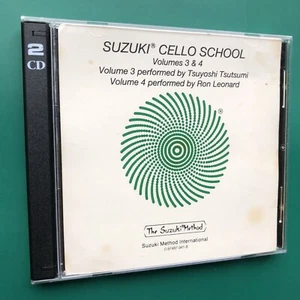 2
CD
SUZUKI® CELLO SCHOOL
Volumes 3 & 4
Volume 3 performed by Tsuyoshi Tsutsumi
Volume 4 performed by Ron Leonard
®
The Suzuki Method
Suzuki Method International